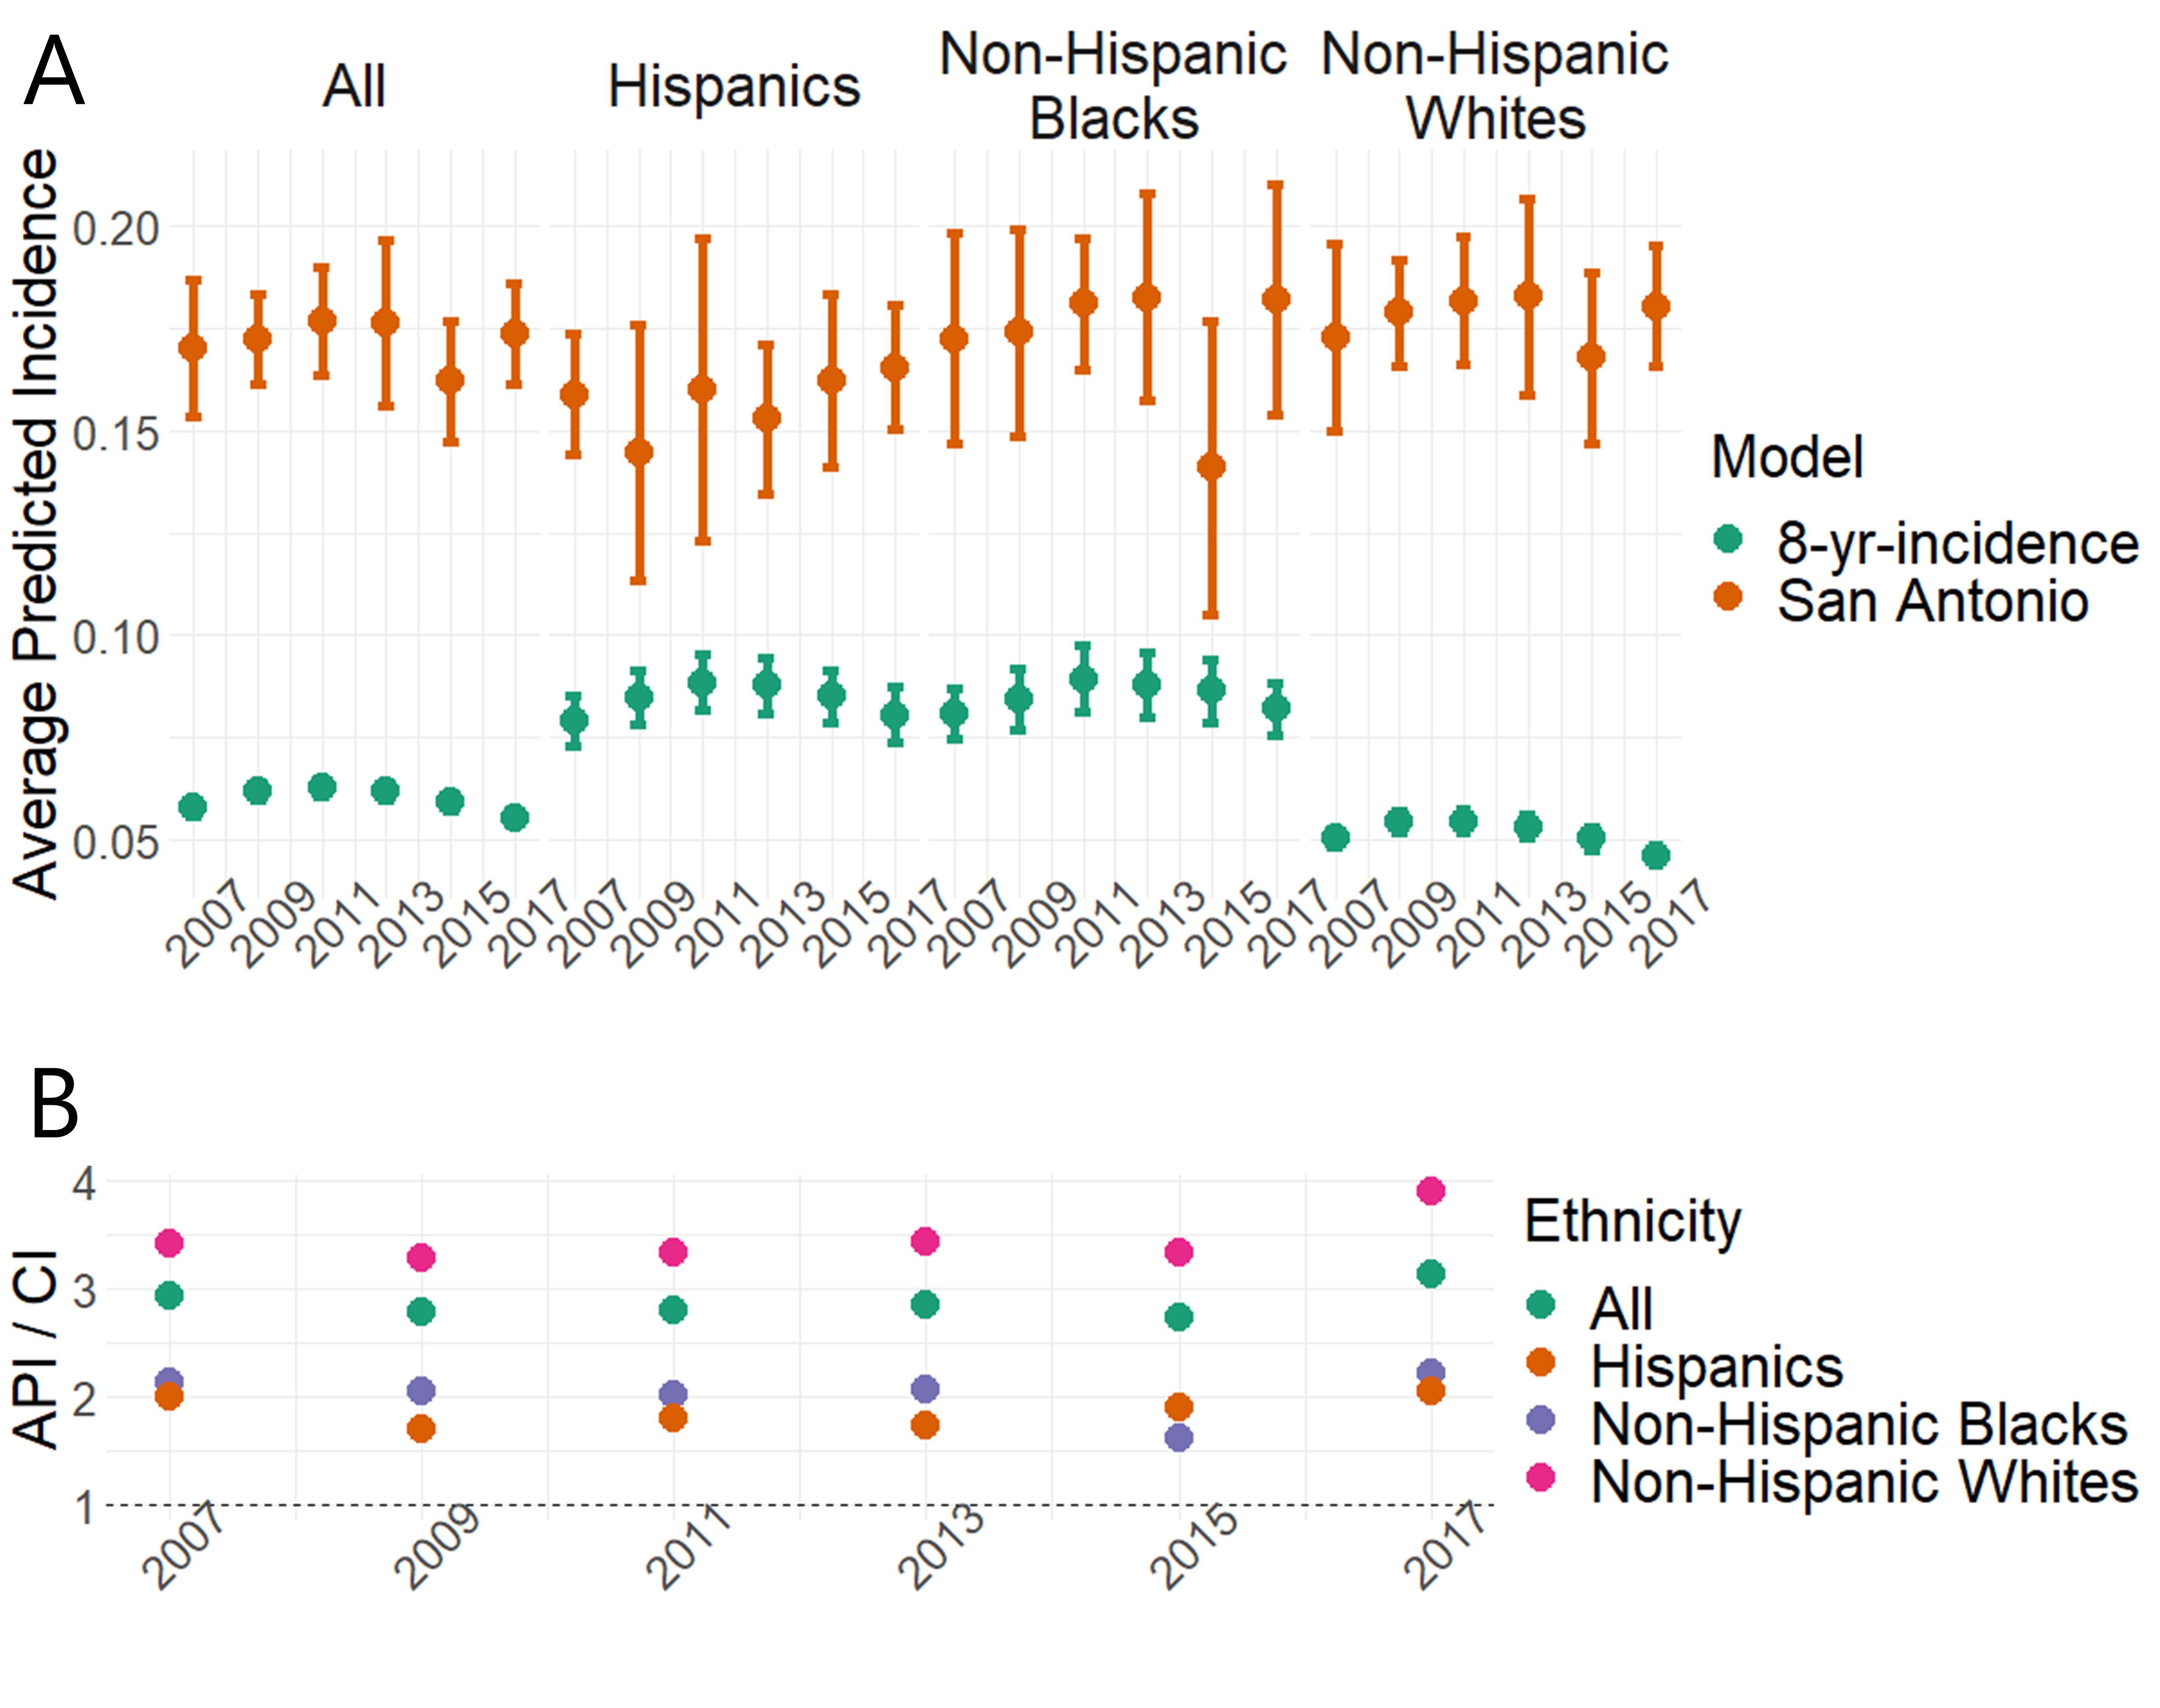 A
All
Hispanics
Non-Hispanic
Blacks
Non-Hispanic
Whites
Average Predicted Incidence
0.20
0.15
0.10
0.05
2007 2009 2011 2013 2015 2017
2007 2009 2011 2013 2015 2017
2007 2009 2011 2013 2015 2017
2007 2009 2011 2013 2015 2017
Model
8-yr-incidence
San Antonio
B
API / CI
4
3
2
1
2007 2009 2011 2013 2015 2017
Ethnicity
All
Hispanics
Non-Hispanic Blacks
Non-Hispanic Whites